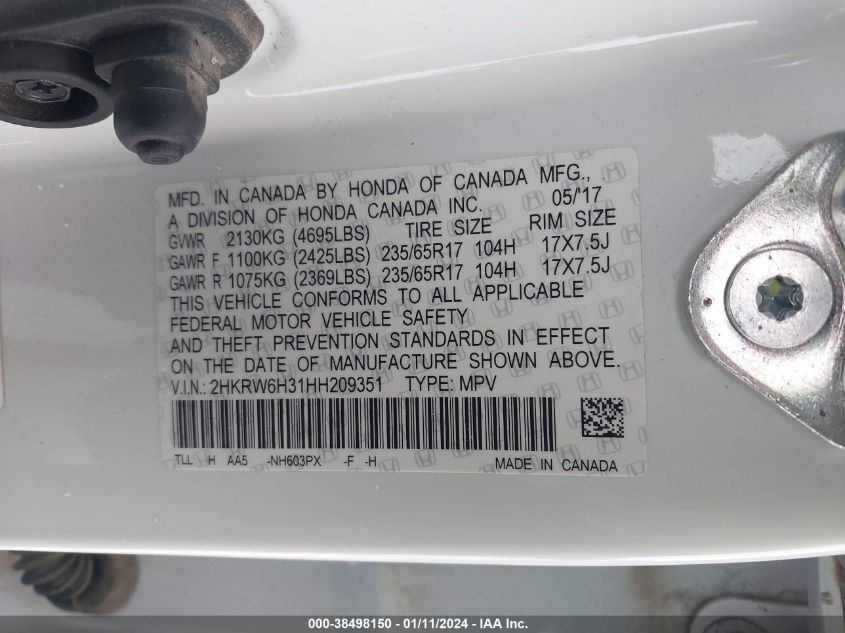 MFD. IN CANADA BY HONDA OF CANADA MFG.,
A DIVISION OF HONDA CANADA INC. 05/'17
GVWR 2130KG (4695LBS) TIRE SIZE RIM SIZE
GAWR F 1100KG (2425LBS) 235/65R17 104H 17X7.5J
GAWR R 1075KG (2369LBS) 235/65R17 104H 17X7.5J
THIS VEHICLE CONFORMS TO ALL APPLICABLE
FEDERAL MOTOR VEHICLE SAFETY
AND THEFT PREVENTION STANDARDS IN EFFECT
ON THE DATE OF MANUFACTURE SHOWN ABOVE.
V.I.N.: 2HKRW6H31HH209351 TYPE: MPV
TLL H AA5 -NH603PX -F -H
MADE IN CANADA
000-38498150 - 01/11/2024 - IAA Inc.